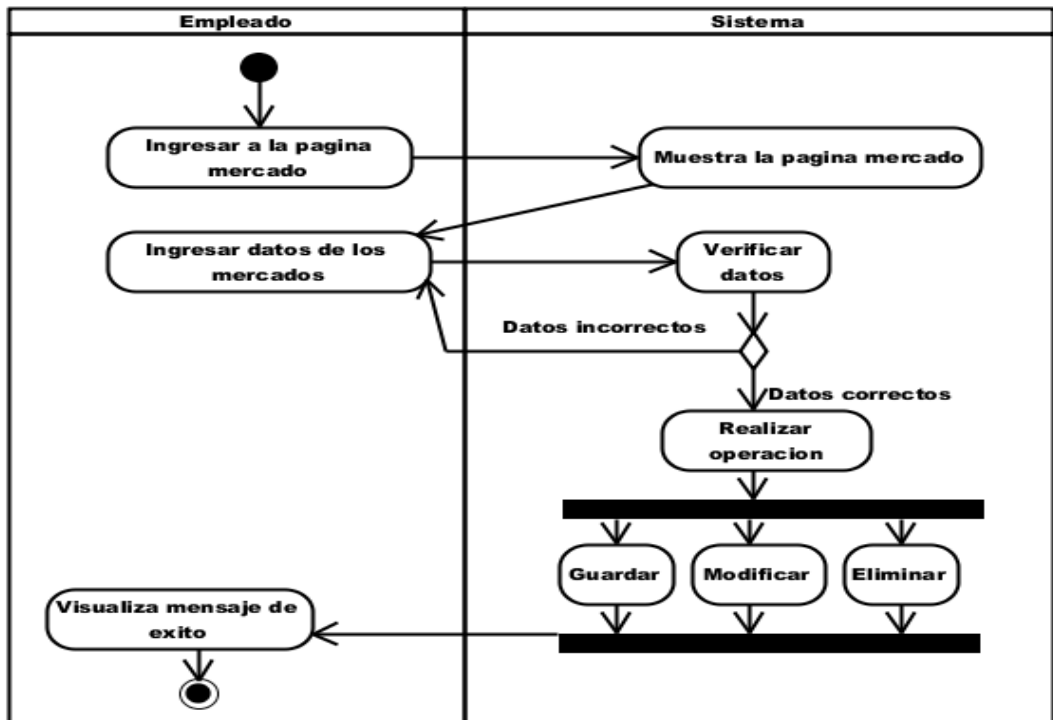 Empleado
Sistema
Ingresar a la pagina
mercado
Muestra la pagina mercado
Ingresar datos de los
mercados
Verificar
datos
Datos incorrectos
Datos correctos
Realizar
operacion
Guardar
Modificar
Eliminar
Visualiza mensaje de
exito